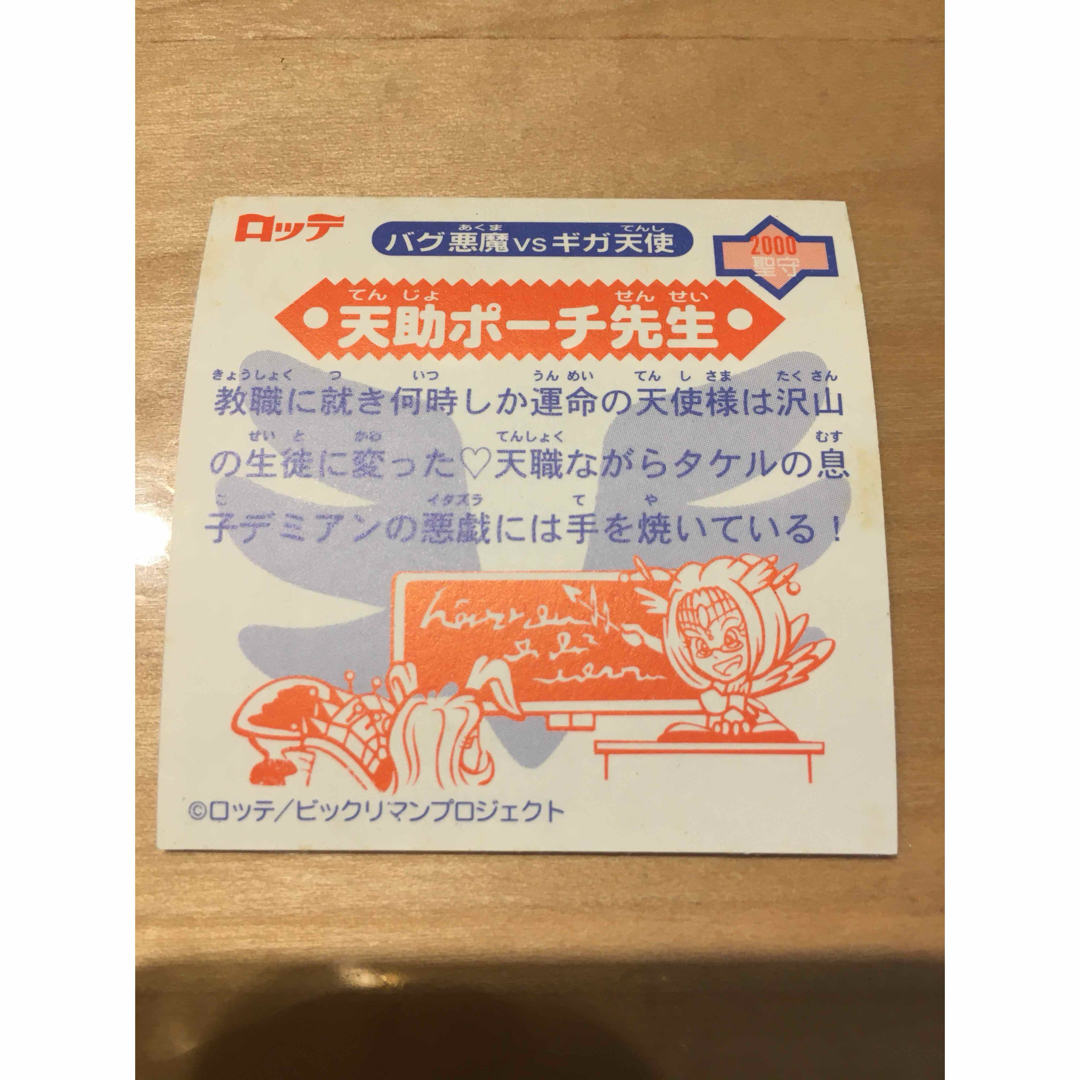 ロッテ
バグ悪魔vsギガ天使
あくま てんし
2000
聖守
てんじょ せんせい
天助ポーチ先生
きょうしょく つ いつ うんめい てんしさま たくさん
教職に就き何時しか運命の天使様は沢山
せいと かわ てんしょく むす
の生徒に変った♡天職ながらタケルの息
こ イタズラ て や
子デミアンの悪戯には手を焼いている!
©ロッテ/ビックリマンプロジェクト